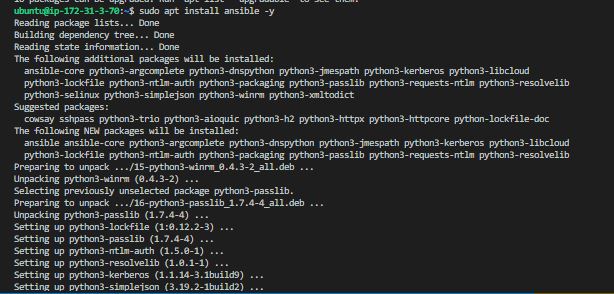 ubuntu@ip-172-31-3-70:~$ sudo apt install ansible -y
Reading package lists... Done
Building dependency tree... Done
Reading state information... Done
The following additional packages will be installed:
  ansible-core python3-argcomplete python3-dnspython python3-jmespath python3-kerberos python3-libcloud
  python3-lockfile python3-ntlm-auth python3-packaging python3-passlib python3-requests-ntlm python3-resolvelib
  python3-selinux python3-simplejson python3-winrm python3-xmltodict
Suggested packages:
  cowsay sshpass python3-trio python3-aioquic python3-h2 python3-httpx python3-httpcore python-lockfile-doc
The following NEW packages will be installed:
  ansible ansible-core python3-argcomplete python3-dnspython python3-jmespath python3-kerberos python3-libcloud
  python3-lockfile python3-ntlm-auth python3-packaging python3-passlib python3-requests-ntlm python3-resolvelib
Preparing to unpack .../15-python3-winrm_0.4.3-2_all.deb ...
Unpacking python3-winrm (0.4.3-2) ...
Selecting previously unselected package python3-passlib.
Preparing to unpack .../16-python3-passlib_1.7.4-4_all.deb ...
Unpacking python3-passlib (1.7.4-4) ...
Setting up python3-lockfile (1:0.12.2-3) ...
Setting up python3-passlib (1.7.4-4) ...
Setting up python3-ntlm-auth (1.5.0-1) ...
Setting up python3-resolvelib (1.0.1-1) ...
Setting up python3-kerberos (1.1.14-3.1build9) ...
Setting up python3-simplejson (3.19.2-1build2) ...